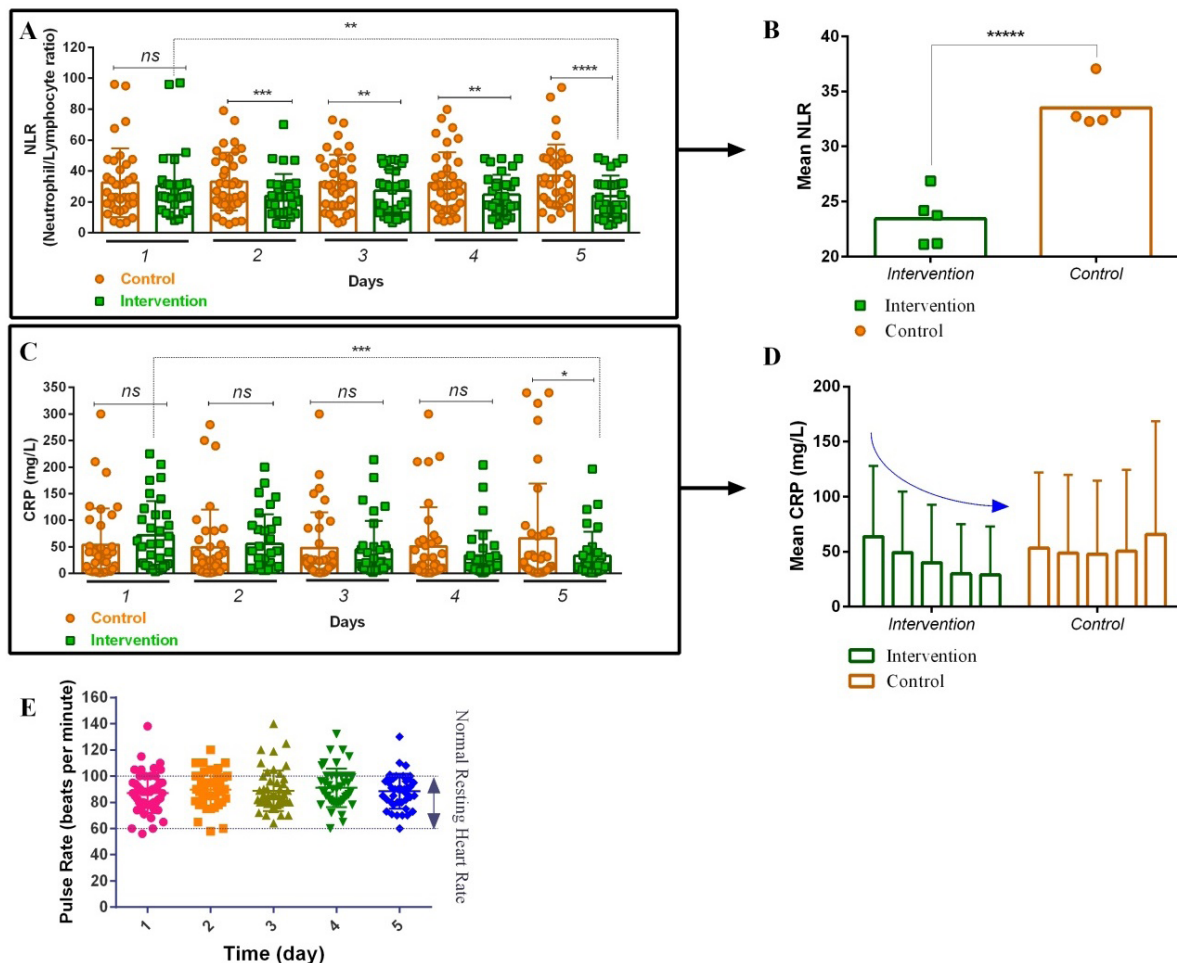 A
**
ns
***
**
**
****
NLR
(Neutrophil/Lymphocyte ratio)
120
100
80
60
40
20
0
1 2 3 4 5
Days
Control
Intervention
B
*****
Mean NLR
40
35
30
25
20
Intervention Control
Intervention
Control
C
***
ns
ns
ns
ns
*
CRP (mg/L)
350
300
250
200
150
100
50
0
1 2 3 4 5
Days
Control
Intervention
D
Mean CRP (mg/L)
200
150
100
50
0
Intervention Control
Intervention
Control
E
Pulse Rate (beats per minute)
160
140
120
100
80
60
40
20
0
1 2 3 4 5
Time (day)
Normal Resting Heart Rate